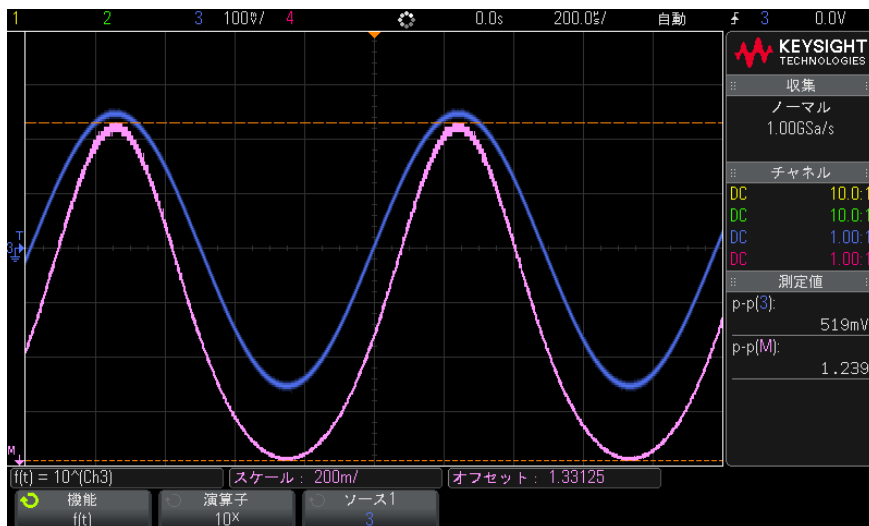 1 2 3 100㎷/ 4 0.0s 200.0㎲/ 自動 3 0.0V
KEYSIGHT
TECHNOLOGIES
収集
ノーマル
1.00GSa/s
チャネル
DC 10.0:1
DC 10.0:1
DC 1.00:1
DC 1.00:1
測定値
p-p(3):
519mV
p-p(M):
1.239
T
3
M
f(t) = 10^(Ch3) スケール : 200m/ オフセット : 1.33125
機能 演算子 ソース1
f(t) 10X 3